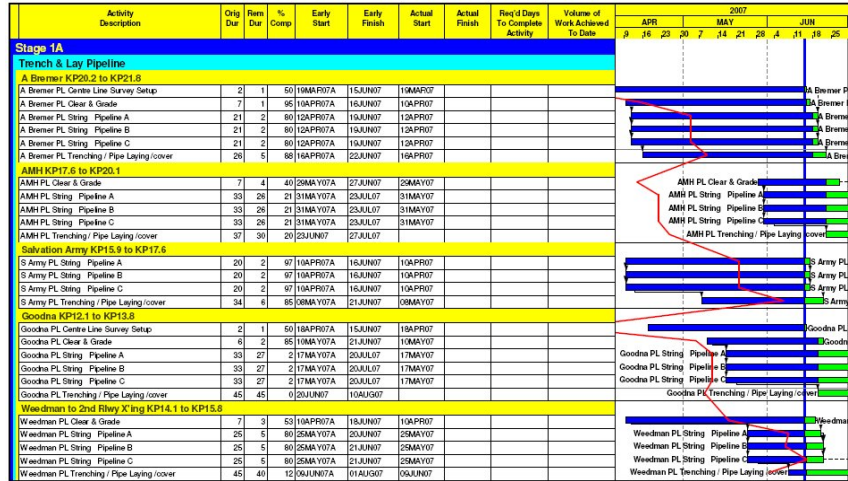 Activity Description Orig Dur Rem Dur % Comp Early Start Early Finish Actual Start Actual Finish Req'd Days To Complete Activity Volume of Work Achieved To Date 2007
APR MAY JUN
9 16 23 30 7 14 21 28 4 11 18 25
Stage 1A
Trench & Lay Pipeline
A Bremer KP20.2 to KP21.8
A Bremer PL Centre Line Survey Setup 2 1 50 19MAR07A 15JUN07 19MAR07 A Bremer P
A Bremer PL Clear & Grade 7 1 95 10APR07A 16JUN07 10APR07 A Bremer
A Bremer PL String Pipeline A 21 2 80 12APR07A 19JUN07 12APR07 A Bremer
A Bremer PL String Pipeline B 21 2 80 12APR07A 19JUN07 12APR07 A Bremer
A Bremer PL String Pipeline C 21 2 80 12APR07A 19JUN07 12APR07 A Bremer
A Bremer PL Trenching / Pipe Laying /cover 26 5 88 16APR07A 22JUN07 16APR07 A Bre
AMH KP17.6 to KP20.1
AMH PL Clear & Grade 7 4 40 29MAY07A 27JUN07 29MAY07 AMH PL Clear & Grade
AMH PL String Pipeline A 33 26 21 31MAY07A 23JUL07 31MAY07 AMH PL String Pipeline A
AMH PL String Pipeline B 33 26 21 31MAY07A 23JUL07 31MAY07 AMH PL String Pipeline B
AMH PL String Pipeline C 33 26 21 31MAY07A 23JUL07 31MAY07 AMH PL String Pipeline C
AMH PL Trenching / Pipe Laying /cover 37 30 20 23JUN07 27JUL07 AMH PL Trenching / Pipe Laying /cover
Salvation Army KP15.9 to KP17.6
S Army PL String Pipeline A 20 2 97 10APR07A 16JUN07 10APR07 S Army PL
S Army PL String Pipeline B 20 2 97 10APR07A 16JUN07 10APR07 S Army PL
S Army PL String Pipeline C 20 2 97 10APR07A 16JUN07 10APR07 S Army PL
S Army PL Trenching / Pipe Laying /cover 34 6 85 08MAY07A 21JUN07 08MAY07 S Army
Goodna KP12.1 to KP13.8
Goodna PL Centre Line Survey Setup 2 1 50 18APR07A 15JUN07 18APR07 Goodna PL
Goodna PL Clear & Grade 6 2 85 10MAY07A 21JUN07 10MAY07 Goodn
Goodna PL String Pipeline A 33 27 2 17MAY07A 20JUL07 17MAY07 Goodna PL String Pipeline A
Goodna PL String Pipeline B 33 27 2 17MAY07A 20JUL07 17MAY07 Goodna PL String Pipeline B
Goodna PL String Pipeline C 33 27 2 17MAY07A 20JUL07 17MAY07 Goodna PL String Pipeline C
Goodna PL Trenching / Pipe Laying /cover 45 45 0 20JUN07 10AUG07 Goodna PL Trenching / Pipe Laying /cover
Weedman to 2nd Rlwy X'ing KP14.1 to KP15.8
Weedman PL Clear & Grade 7 3 53 10APR07A 18JUN07 10APR07 Weedman
Weedman PL String Pipeline A 25 5 80 25MAY07A 20JUN07 25MAY07 Weedman PL String Pipeline A
Weedman PL String Pipeline B 25 5 80 25MAY07A 21JUN07 25MAY07 Weedman PL String Pipeline B
Weedman PL String Pipeline C 25 5 80 25MAY07A 21JUN07 25MAY07 Weedman PL String Pipeline C
Weedman PL Trenching / Pipe Laying /cover 45 40 12 09JUN07A 01AUG07 09JUN07 Weedman PL Trenching / Pipe Laying /cover